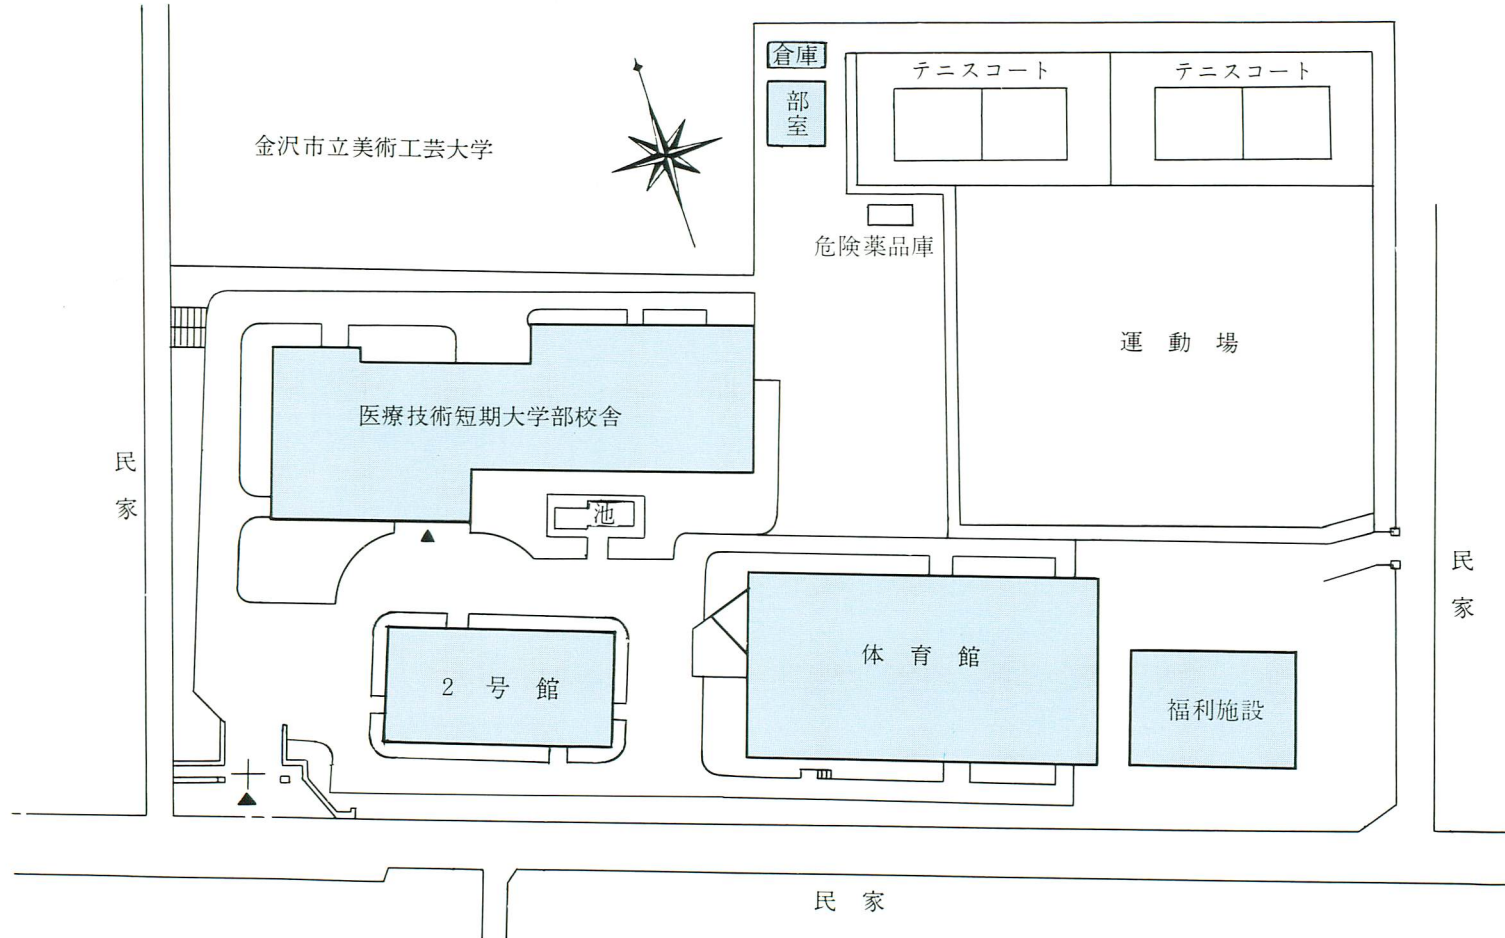 倉庫
部室
テニスコート
テニスコート
金沢市立美術工芸大学
危険薬品庫
運動場
医療技術短期大学部校舎
民家
池
民家
体育館
2号館
福利施設
民家